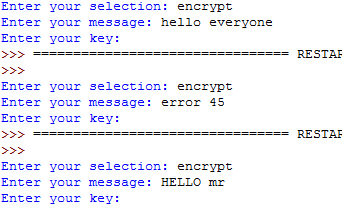 Enter your selection: encrypt
Enter your message: hello everyone
Enter your key:
>>> ================================ RESTAR
>>>
Enter your selection: encrypt
Enter your message: error 45
Enter your key:
>>> ================================ RESTAR
>>>
Enter your selection: encrypt
Enter your message: HELLO mr
Enter your key: